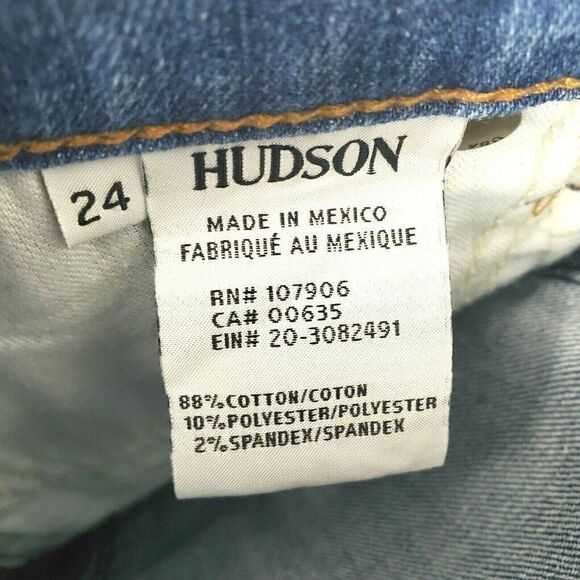 24
HUDSON
MADE IN MEXICO
FABRIQUÉ AU MEXIQUE
RN# 107906
CA# 00635
EIN# 20-3082491
88%COTTON/COTON
10%POLYESTER/POLYESTER
2%SPANDEX/SPANDEX